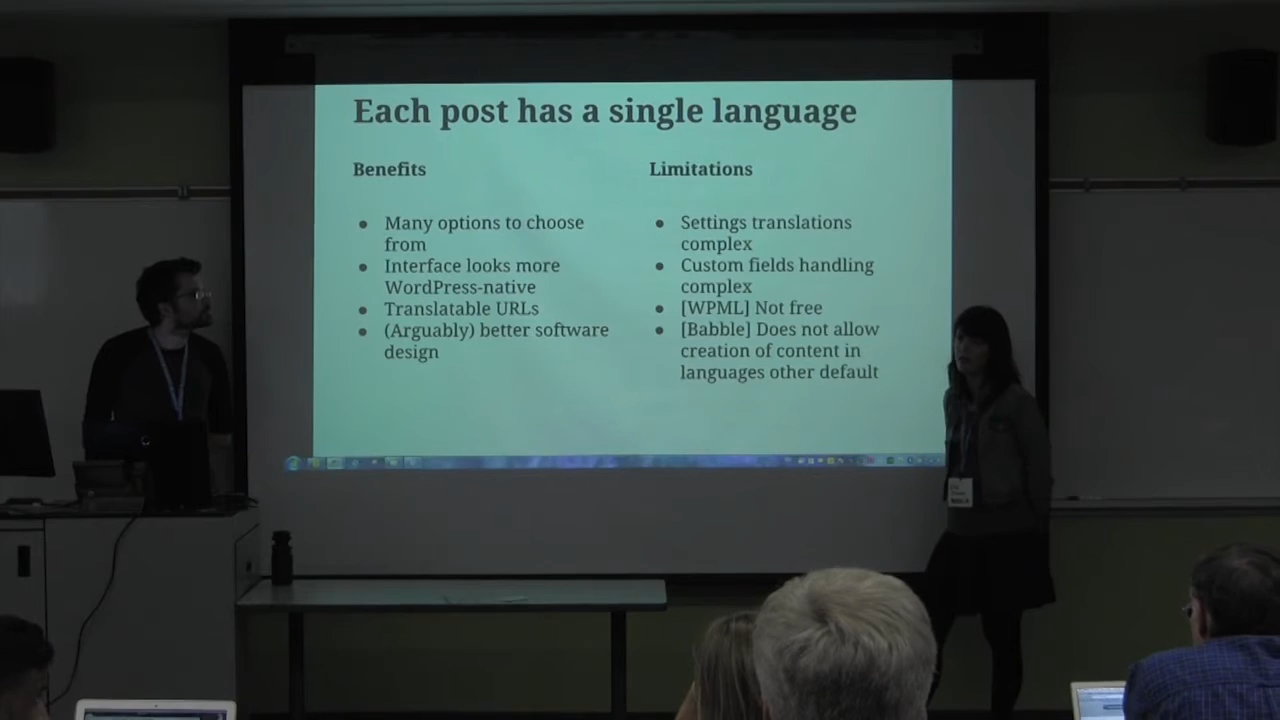 Each post has a single language
Benefits
Many options to choose
from
Interface looks more
WordPress-native
Translatable URLs
(Arguably) better software
design
Limitations
Settings translations
complex
Custom fields handling
complex
[WPML] Not free
[Babble] Does not allow
creation of content in
languages other default